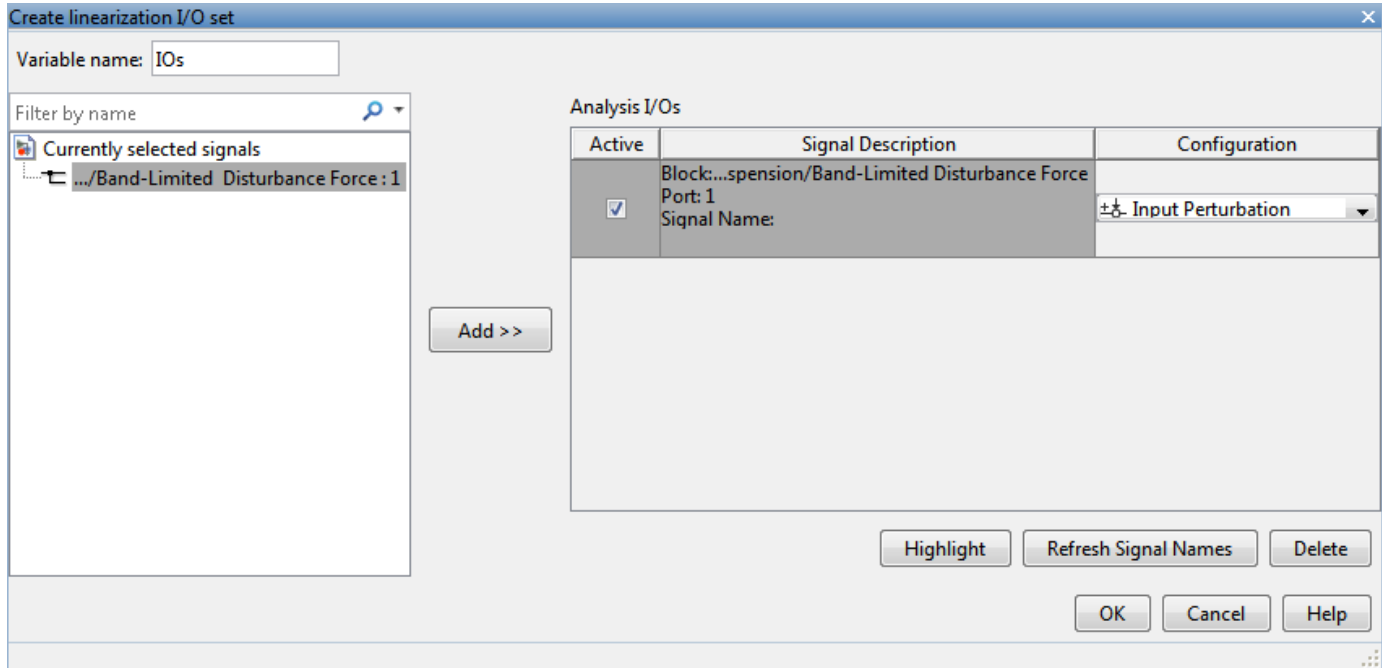 Create linearization I/O set
Variable name: IOs
Filter by name
Currently selected signals
.../Band-Limited Disturbance Force : 1
Add >>
Analysis I/Os
Active Signal Description Configuration
Block:...spension/Band-Limited Disturbance Force
Port: 1
Signal Name:
Input Perturbation
Highlight Refresh Signal Names Delete
OK Cancel Help